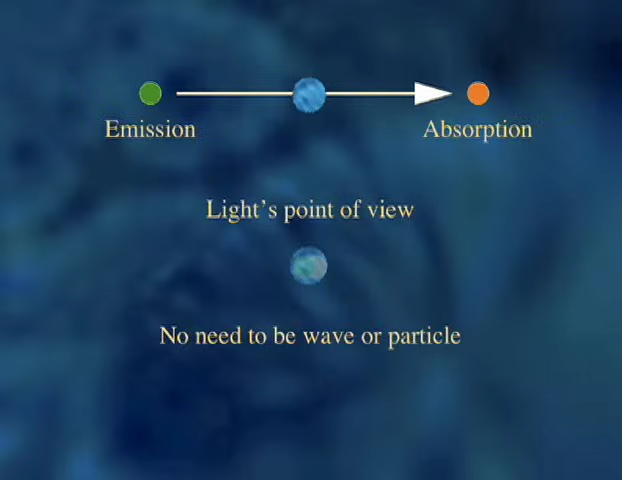 Emission
Absorption
Light's point of view
No need to be wave or particle